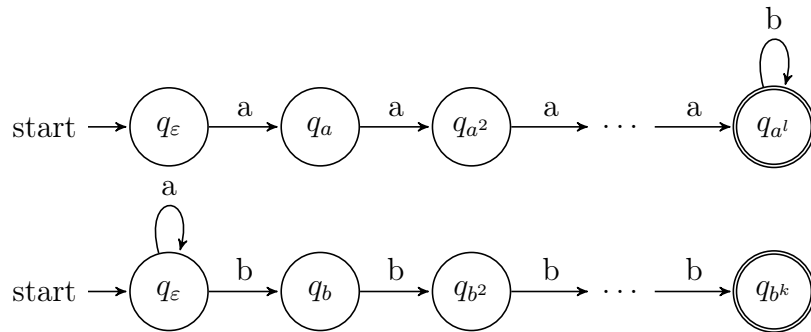 b
a a a a
start q_ε q_a q_{a^2} ⋯ q_{a^l}
a
b b b b
start q_ε q_b q_{b^2} ⋯ q_{b^k}